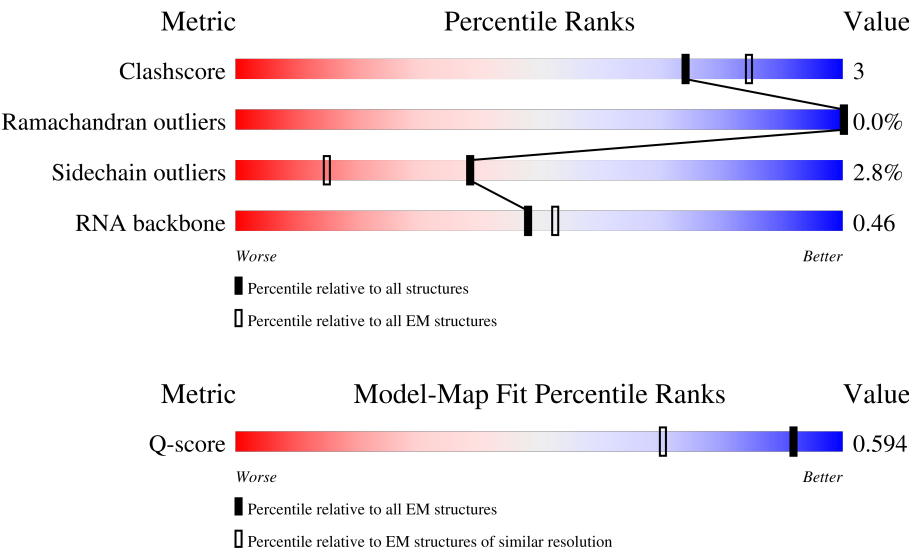 Metric Percentile Ranks Value
Clashscore 3
Ramachandran outliers 0.0%
Sidechain outliers 2.8%
RNA backbone 0.46
Worse Better
Percentile relative to all structures
Percentile relative to all EM structures
Metric Model-Map Fit Percentile Ranks Value
Q-score 0.594
Worse Better
Percentile relative to all EM structures
Percentile relative to EM structures of similar resolution